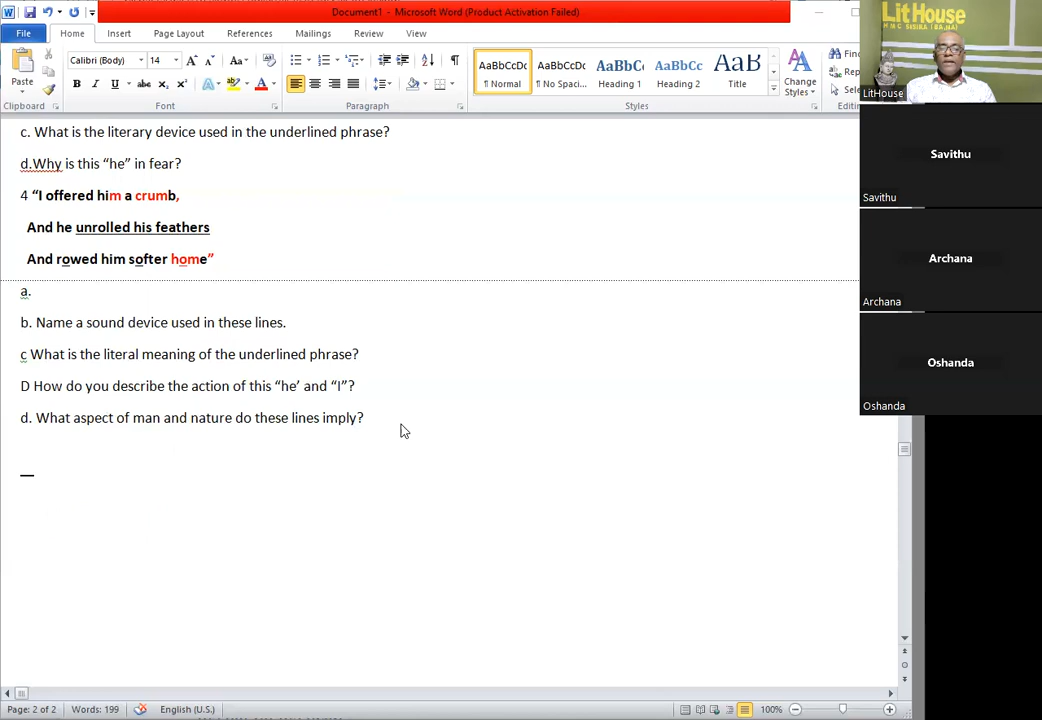 Document1 - Microsoft Word (Product Activation Failed)
File Home Insert Page Layout References Mailings Review View
Paste
Calibri (Body) 14
Clipboard Font Paragraph Styles Editin
AaBbCcDc AaBbCcDc AaBbC AaBbCc AaB
¶ Normal ¶ No Spaci... Heading 1 Heading 2 Title
Change Styles
Find
Rep
Sele
LitHouse
LitHouse
c. What is the literary device used in the underlined phrase?
d.Why is this “he” in fear?
4 “I offered him a crumb,
And he unrolled his feathers
And rowed him softer home”
a.
b. Name a sound device used in these lines.
c What is the literal meaning of the underlined phrase?
D How do you describe the action of this “he’ and “I”?
d. What aspect of man and nature do these lines imply?
Savithu
Savithu
Archana
Archana
Oshanda
Oshanda
Page: 2 of 2 Words: 199 English (U.S.) 100%